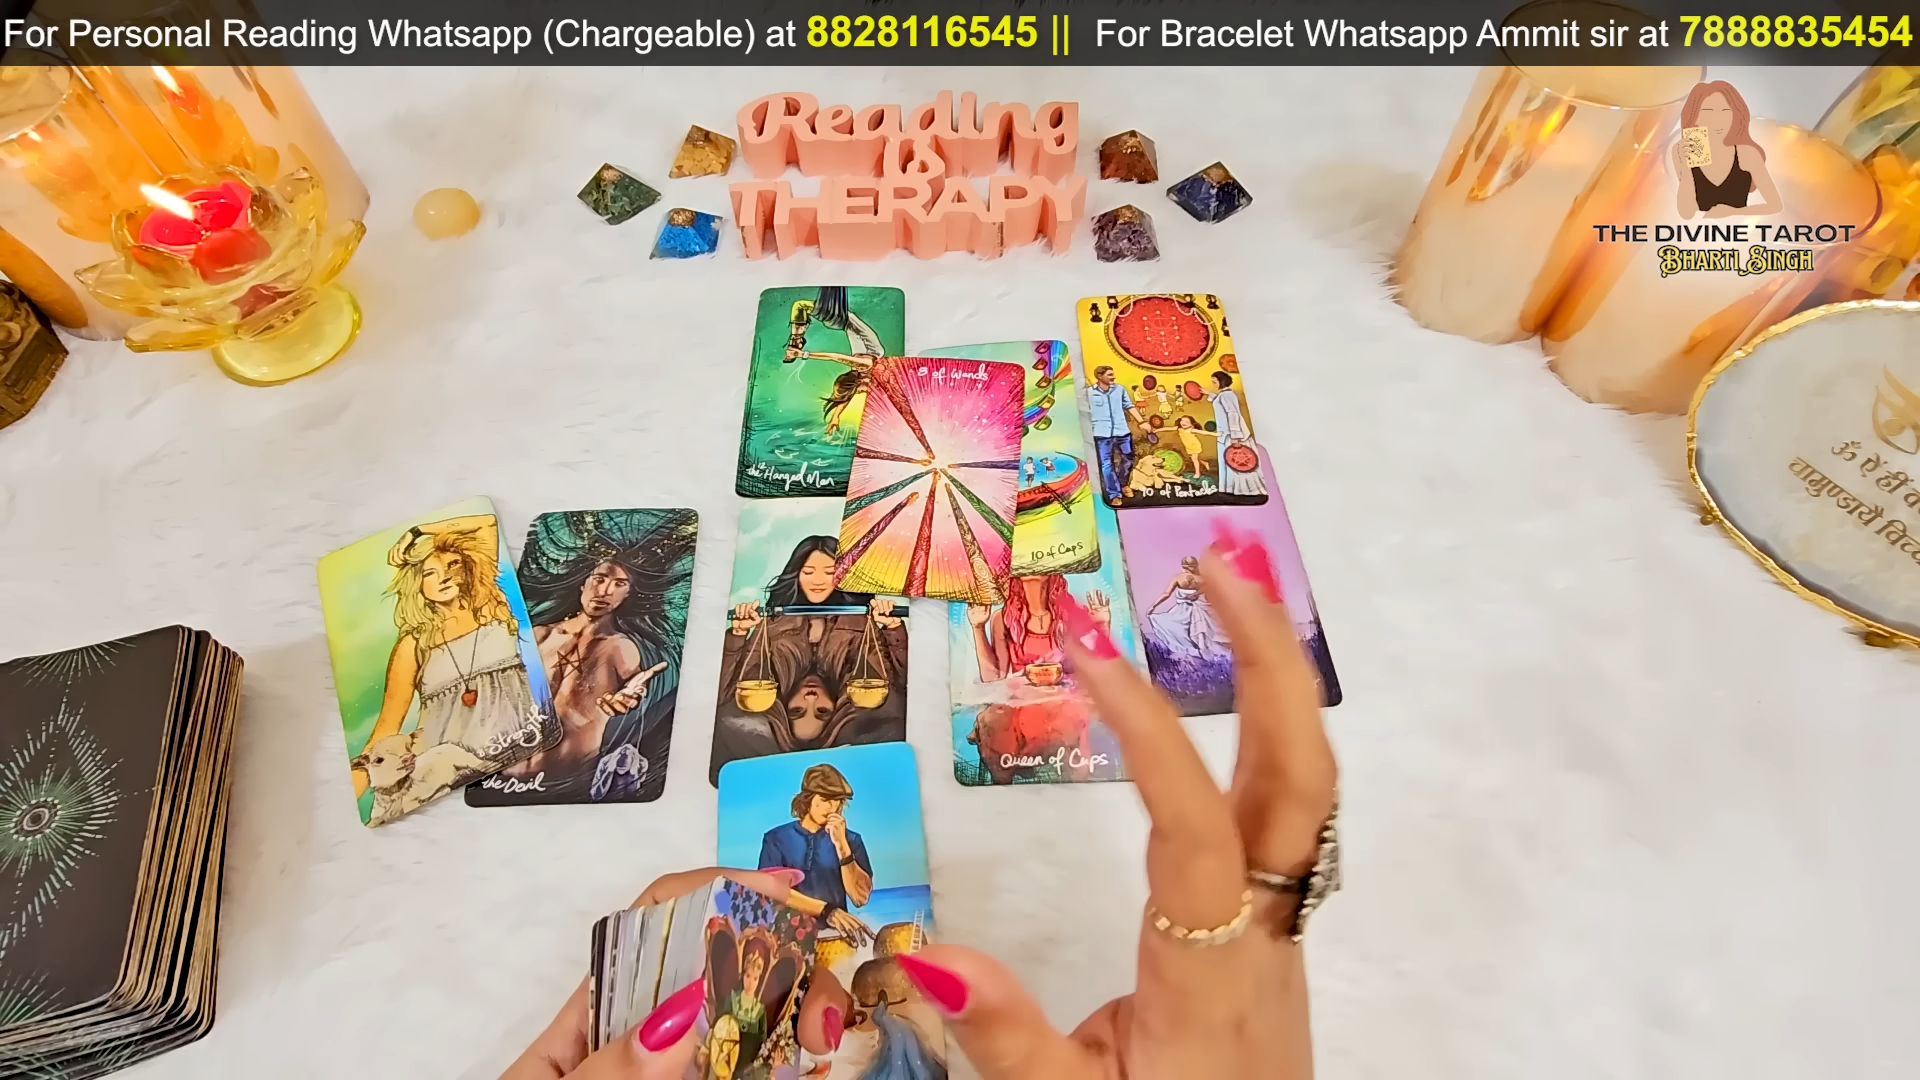 For Personal Reading Whatsapp (Chargeable) at 8828116545 || For Bracelet Whatsapp Ammit sir at 7888835454
Reading
is
THERAPY
THE DIVINE TAROT
BHARTI SINGH
8 of Wands
the Hanged Man
10 of Cups
10 of Pentacles
ॐ ऐं ह्रीं
चामुण्डायै विच्चे
Strength
the Devil
Queen of Cups